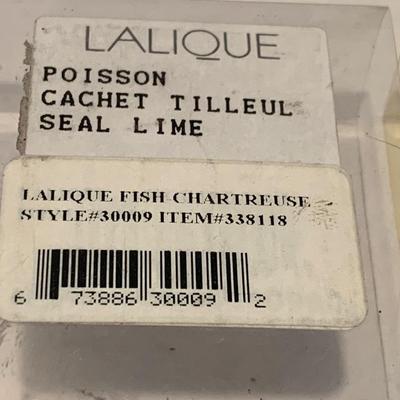 LALIQUE
POISSON
CACHET TILLEUL
SEAL LIME
LALIQUE FISH CHARTREUSE
STYLE#30009 ITEM#338118
6 73886 30009 2